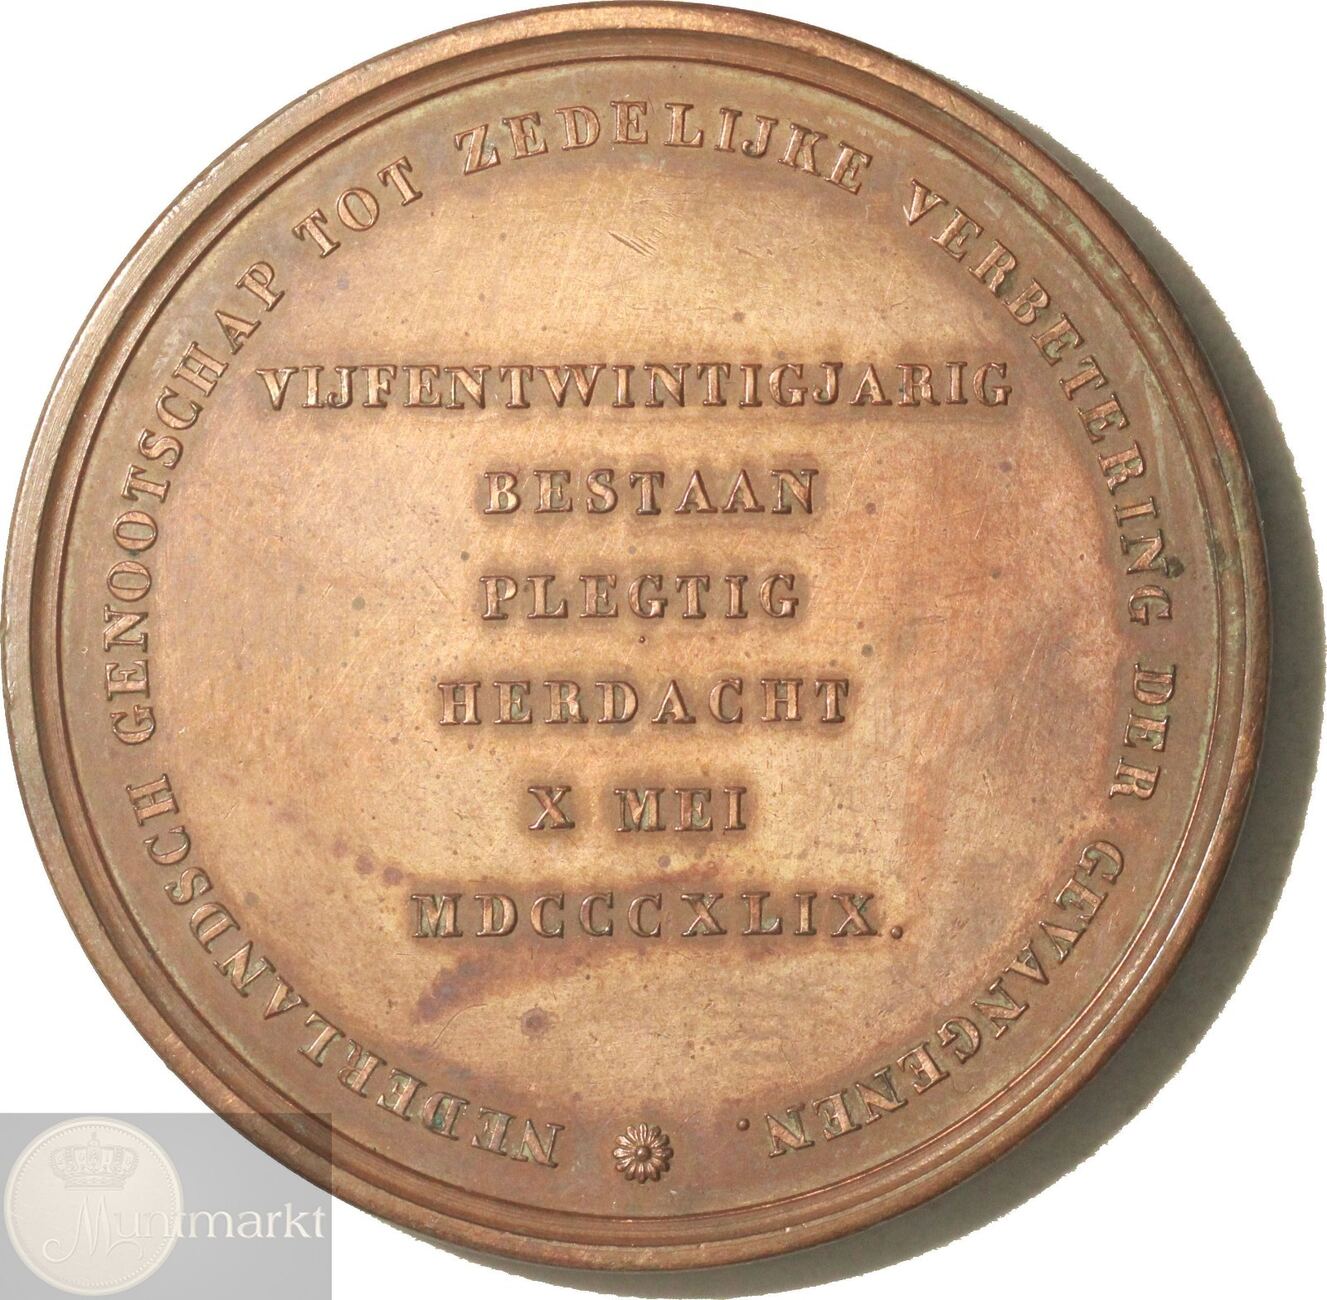 NEDERLANDSCH GENOOTSCHAP TOT ZEDELIJKE VERBETERING DER GEVANGENEN.
VIJFENTWINTIGJARIG
BESTAAN
PLEGTIG
HERDACHT
X MEI
MDCCCXLIX.
Muntmarkt